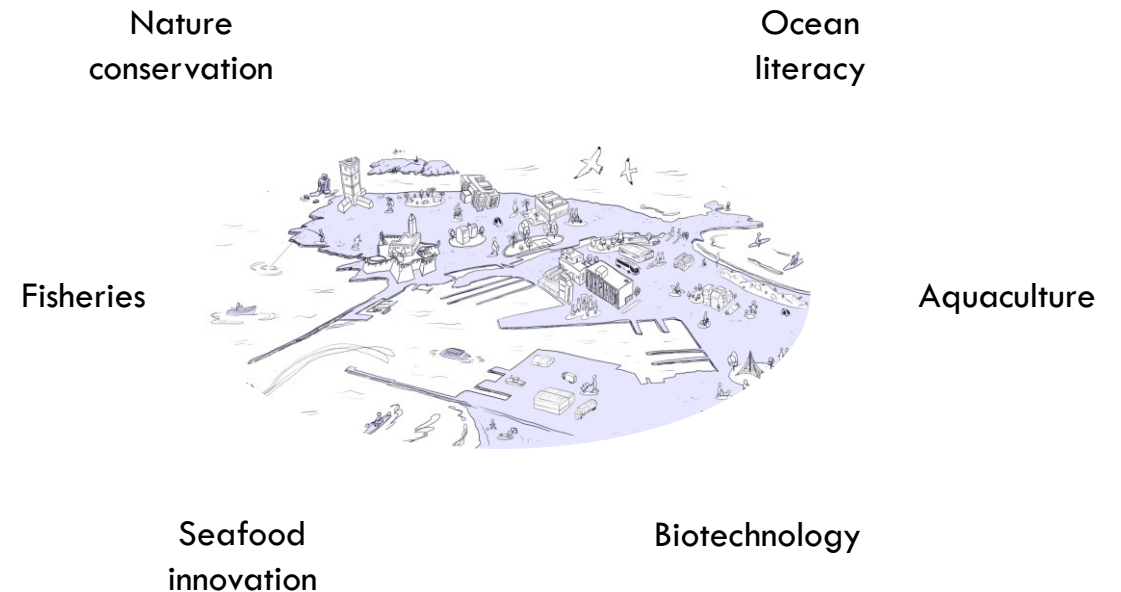 Nature
conservation
Ocean
literacy
Fisheries
Aquaculture
Seafood
innovation
Biotechnology